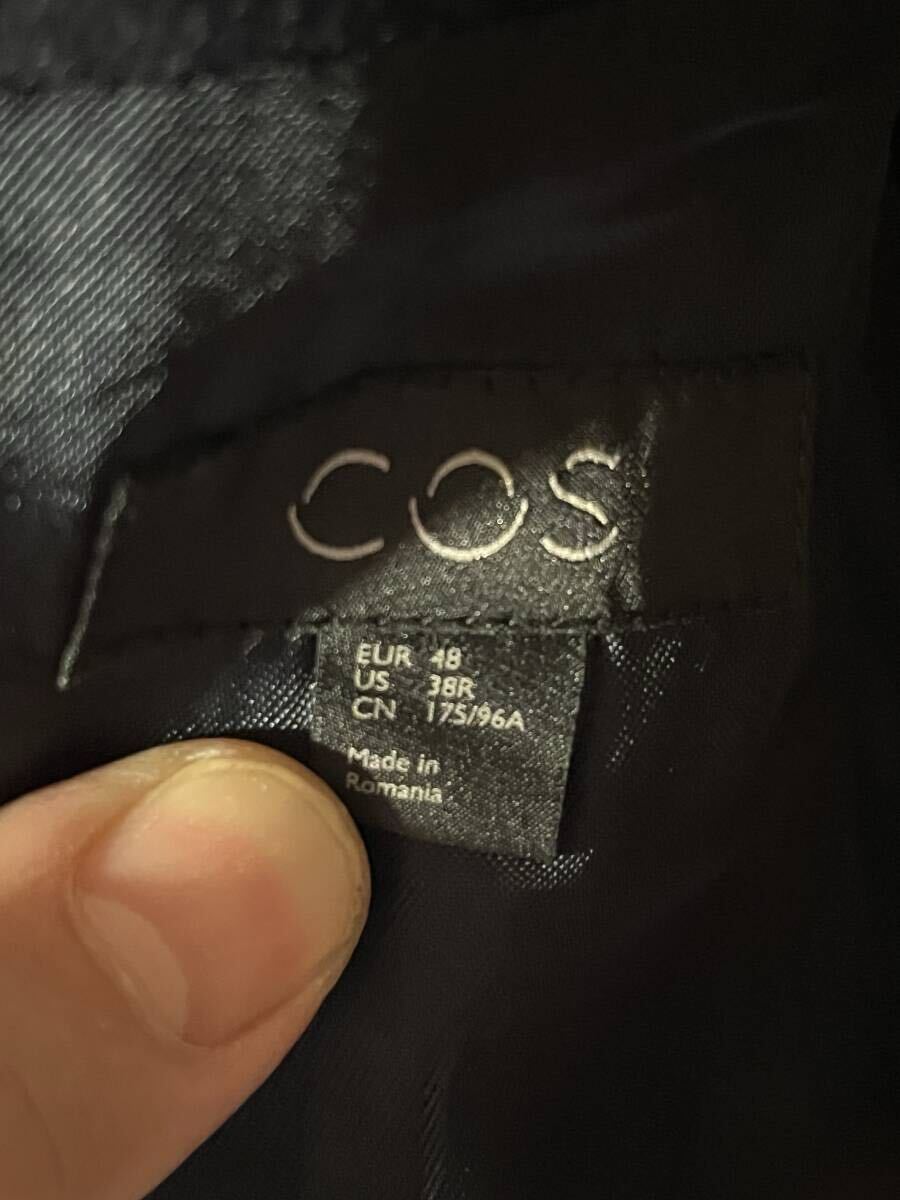 COS
EUR 48
US 38R
CN 175/96A
Made in
Romania